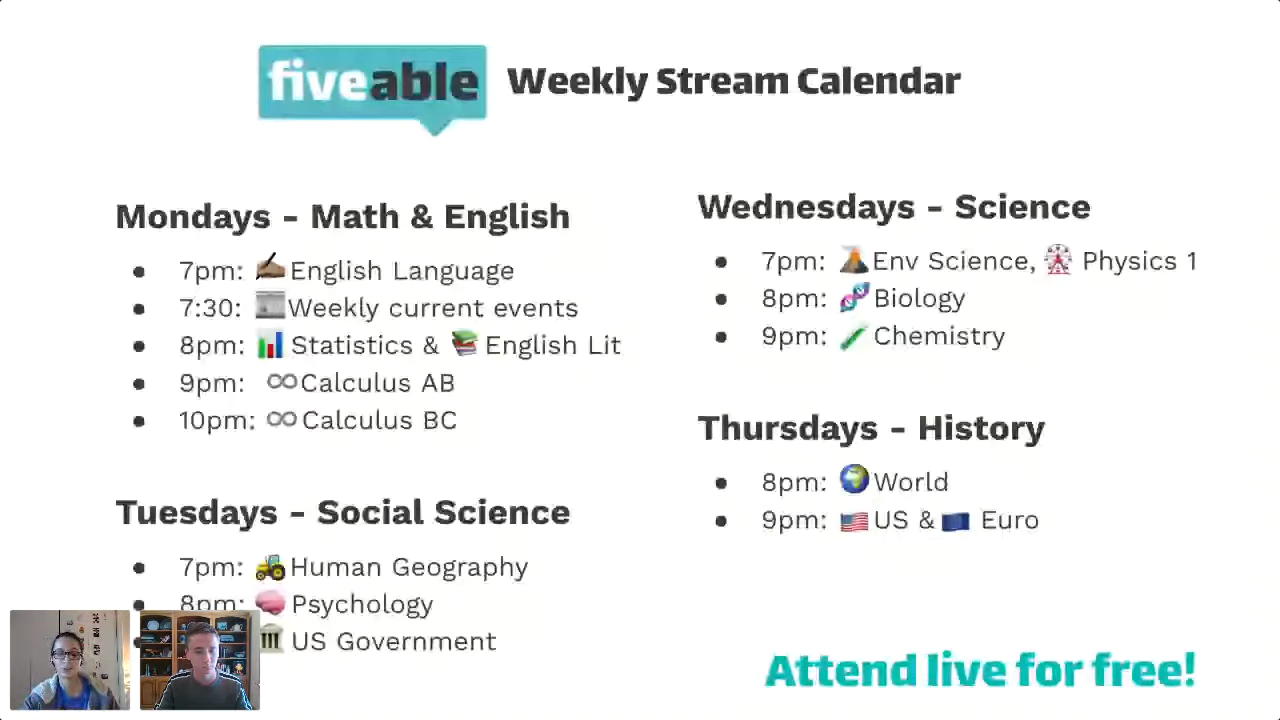 fiveable Weekly Stream Calendar
Mondays - Math & English
7pm: English Language
7:30: Weekly current events
8pm: Statistics & English Lit
9pm: Calculus AB
10pm: Calculus BC
Tuesdays - Social Science
7pm: Human Geography
8pm: Psychology
US Government
Wednesdays - Science
7pm: Env Science, Physics 1
8pm: Biology
9pm: Chemistry
Thursdays - History
8pm: World
9pm: US & Euro
Attend live for free!